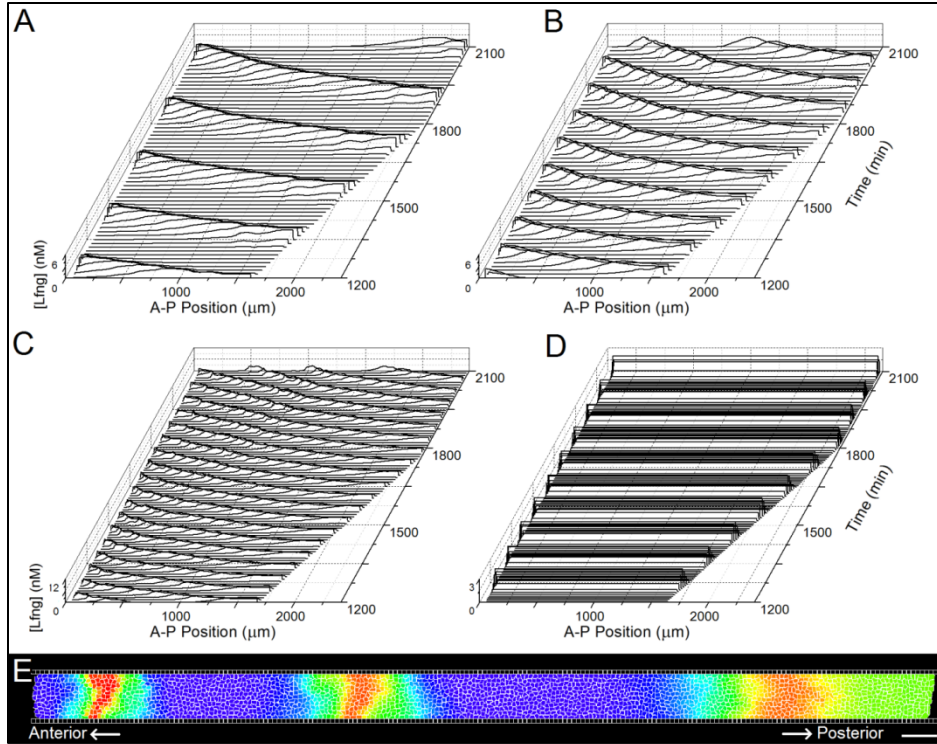 A
B
2100
2100
1800
1800
Time (min)
1500
1500
6
0
[Lfng] (nM)
6
0
1000
2000
1200
A-P Position (μm)
1000
2000
1200
A-P Position (μm)
C
D
2100
2100
1800
1800
Time (min)
1500
1500
12
0
[Lfng] (nM)
3
0
1000
2000
1200
A-P Position (μm)
1000
2000
1200
A-P Position (μm)
E
Anterior
Posterior